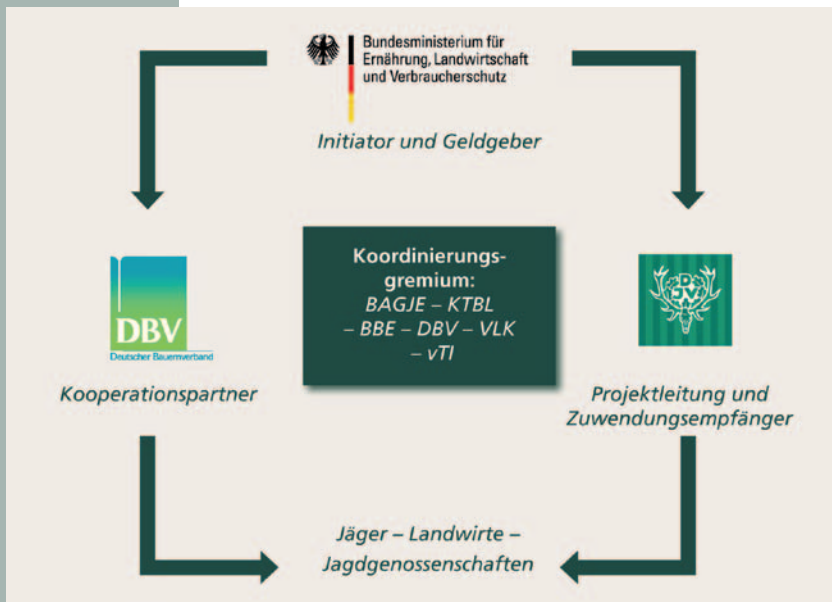 Bundesministerium für
Ernährung, Landwirtschaft
und Verbraucherschutz
Initiator und Geldgeber
Koordinierungs-
gremium:
BAGJE – KTBL
– BBE – DBV – VLK
– vTI
DBV
Deutscher Bauernverband
Kooperationspartner
DJV
Projektleitung und
Zuwendungsempfänger
Jäger – Landwirte –
Jagdgenossenschaften